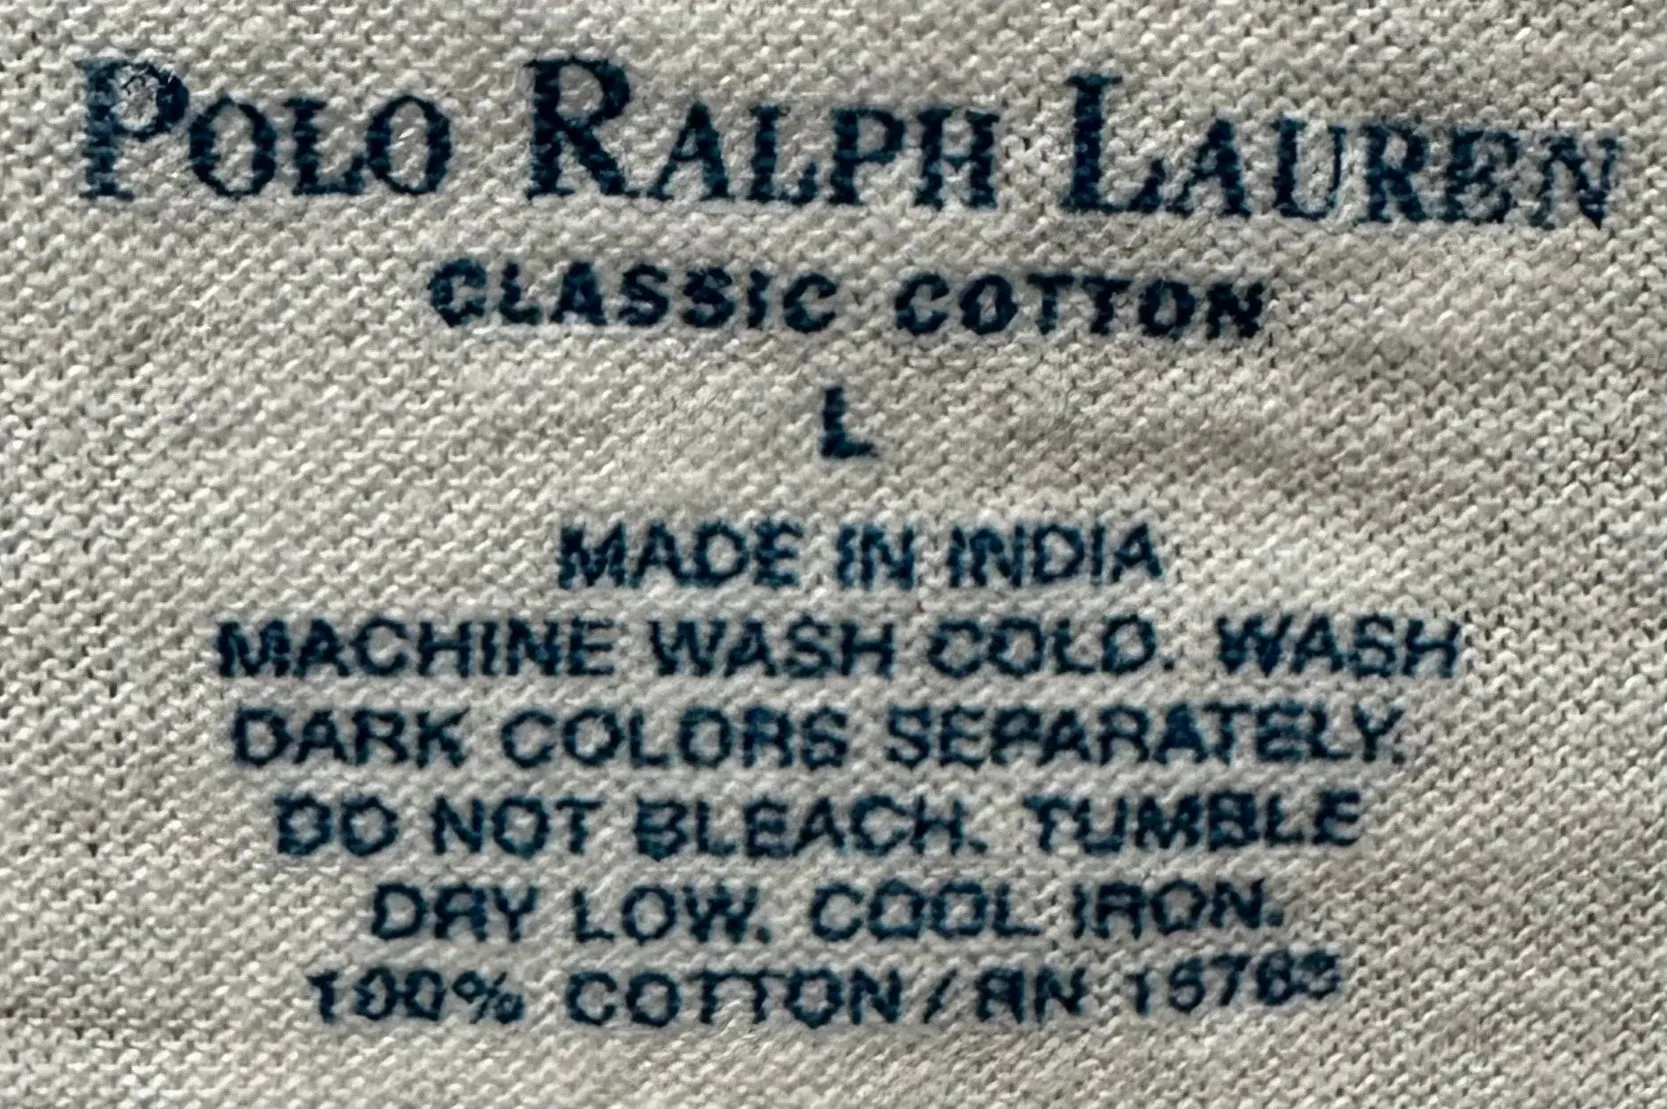 POLO RALPH LAUREN
CLASSIC COTTON
L
MADE IN INDIA
MACHINE WASH COLD. WASH
DARK COLORS SEPARATELY.
DO NOT BLEACH. TUMBLE
DRY LOW. COOL IRON.
100% COTTON / RN